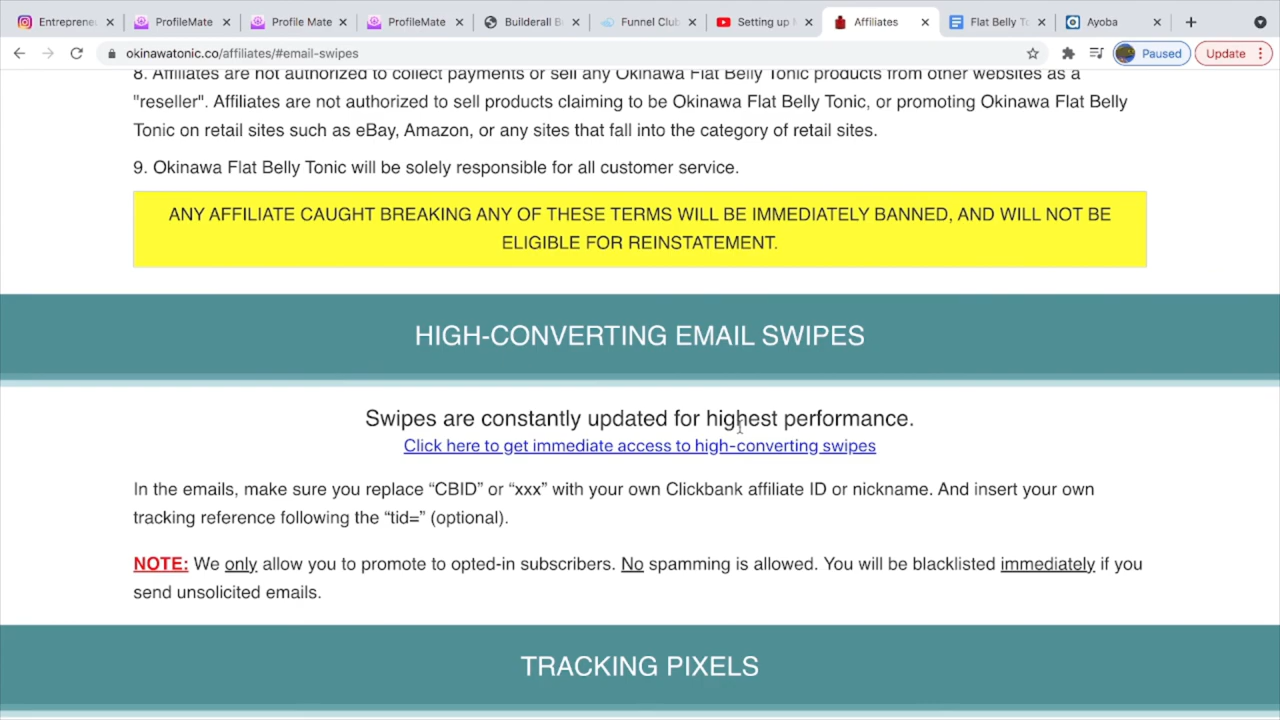 Entrepreneu
ProfileMate
Profile Mate
ProfileMate
Builderall B
Funnel Club
Setting up
Affiliates
Flat Belly To
Ayoba
okinawatonic.co/affiliates/#email-swipes
Paused
Update
8. Affiliates are not authorized to collect payments or sell any Okinawa Flat Belly Tonic products from other websites as a
"reseller". Affiliates are not authorized to sell products claiming to be Okinawa Flat Belly Tonic, or promoting Okinawa Flat Belly
Tonic on retail sites such as eBay, Amazon, or any sites that fall into the category of retail sites.
9. Okinawa Flat Belly Tonic will be solely responsible for all customer service.
ANY AFFILIATE CAUGHT BREAKING ANY OF THESE TERMS WILL BE IMMEDIATELY BANNED, AND WILL NOT BE
ELIGIBLE FOR REINSTATEMENT.
HIGH-CONVERTING EMAIL SWIPES
Swipes are constantly updated for highest performance.
Click here to get immediate access to high-converting swipes
In the emails, make sure you replace “CBID” or “xxx” with your own Clickbank affiliate ID or nickname. And insert your own
tracking reference following the “tid=” (optional).
NOTE: We only allow you to promote to opted-in subscribers. No spamming is allowed. You will be blacklisted immediately if you
send unsolicited emails.
TRACKING PIXELS